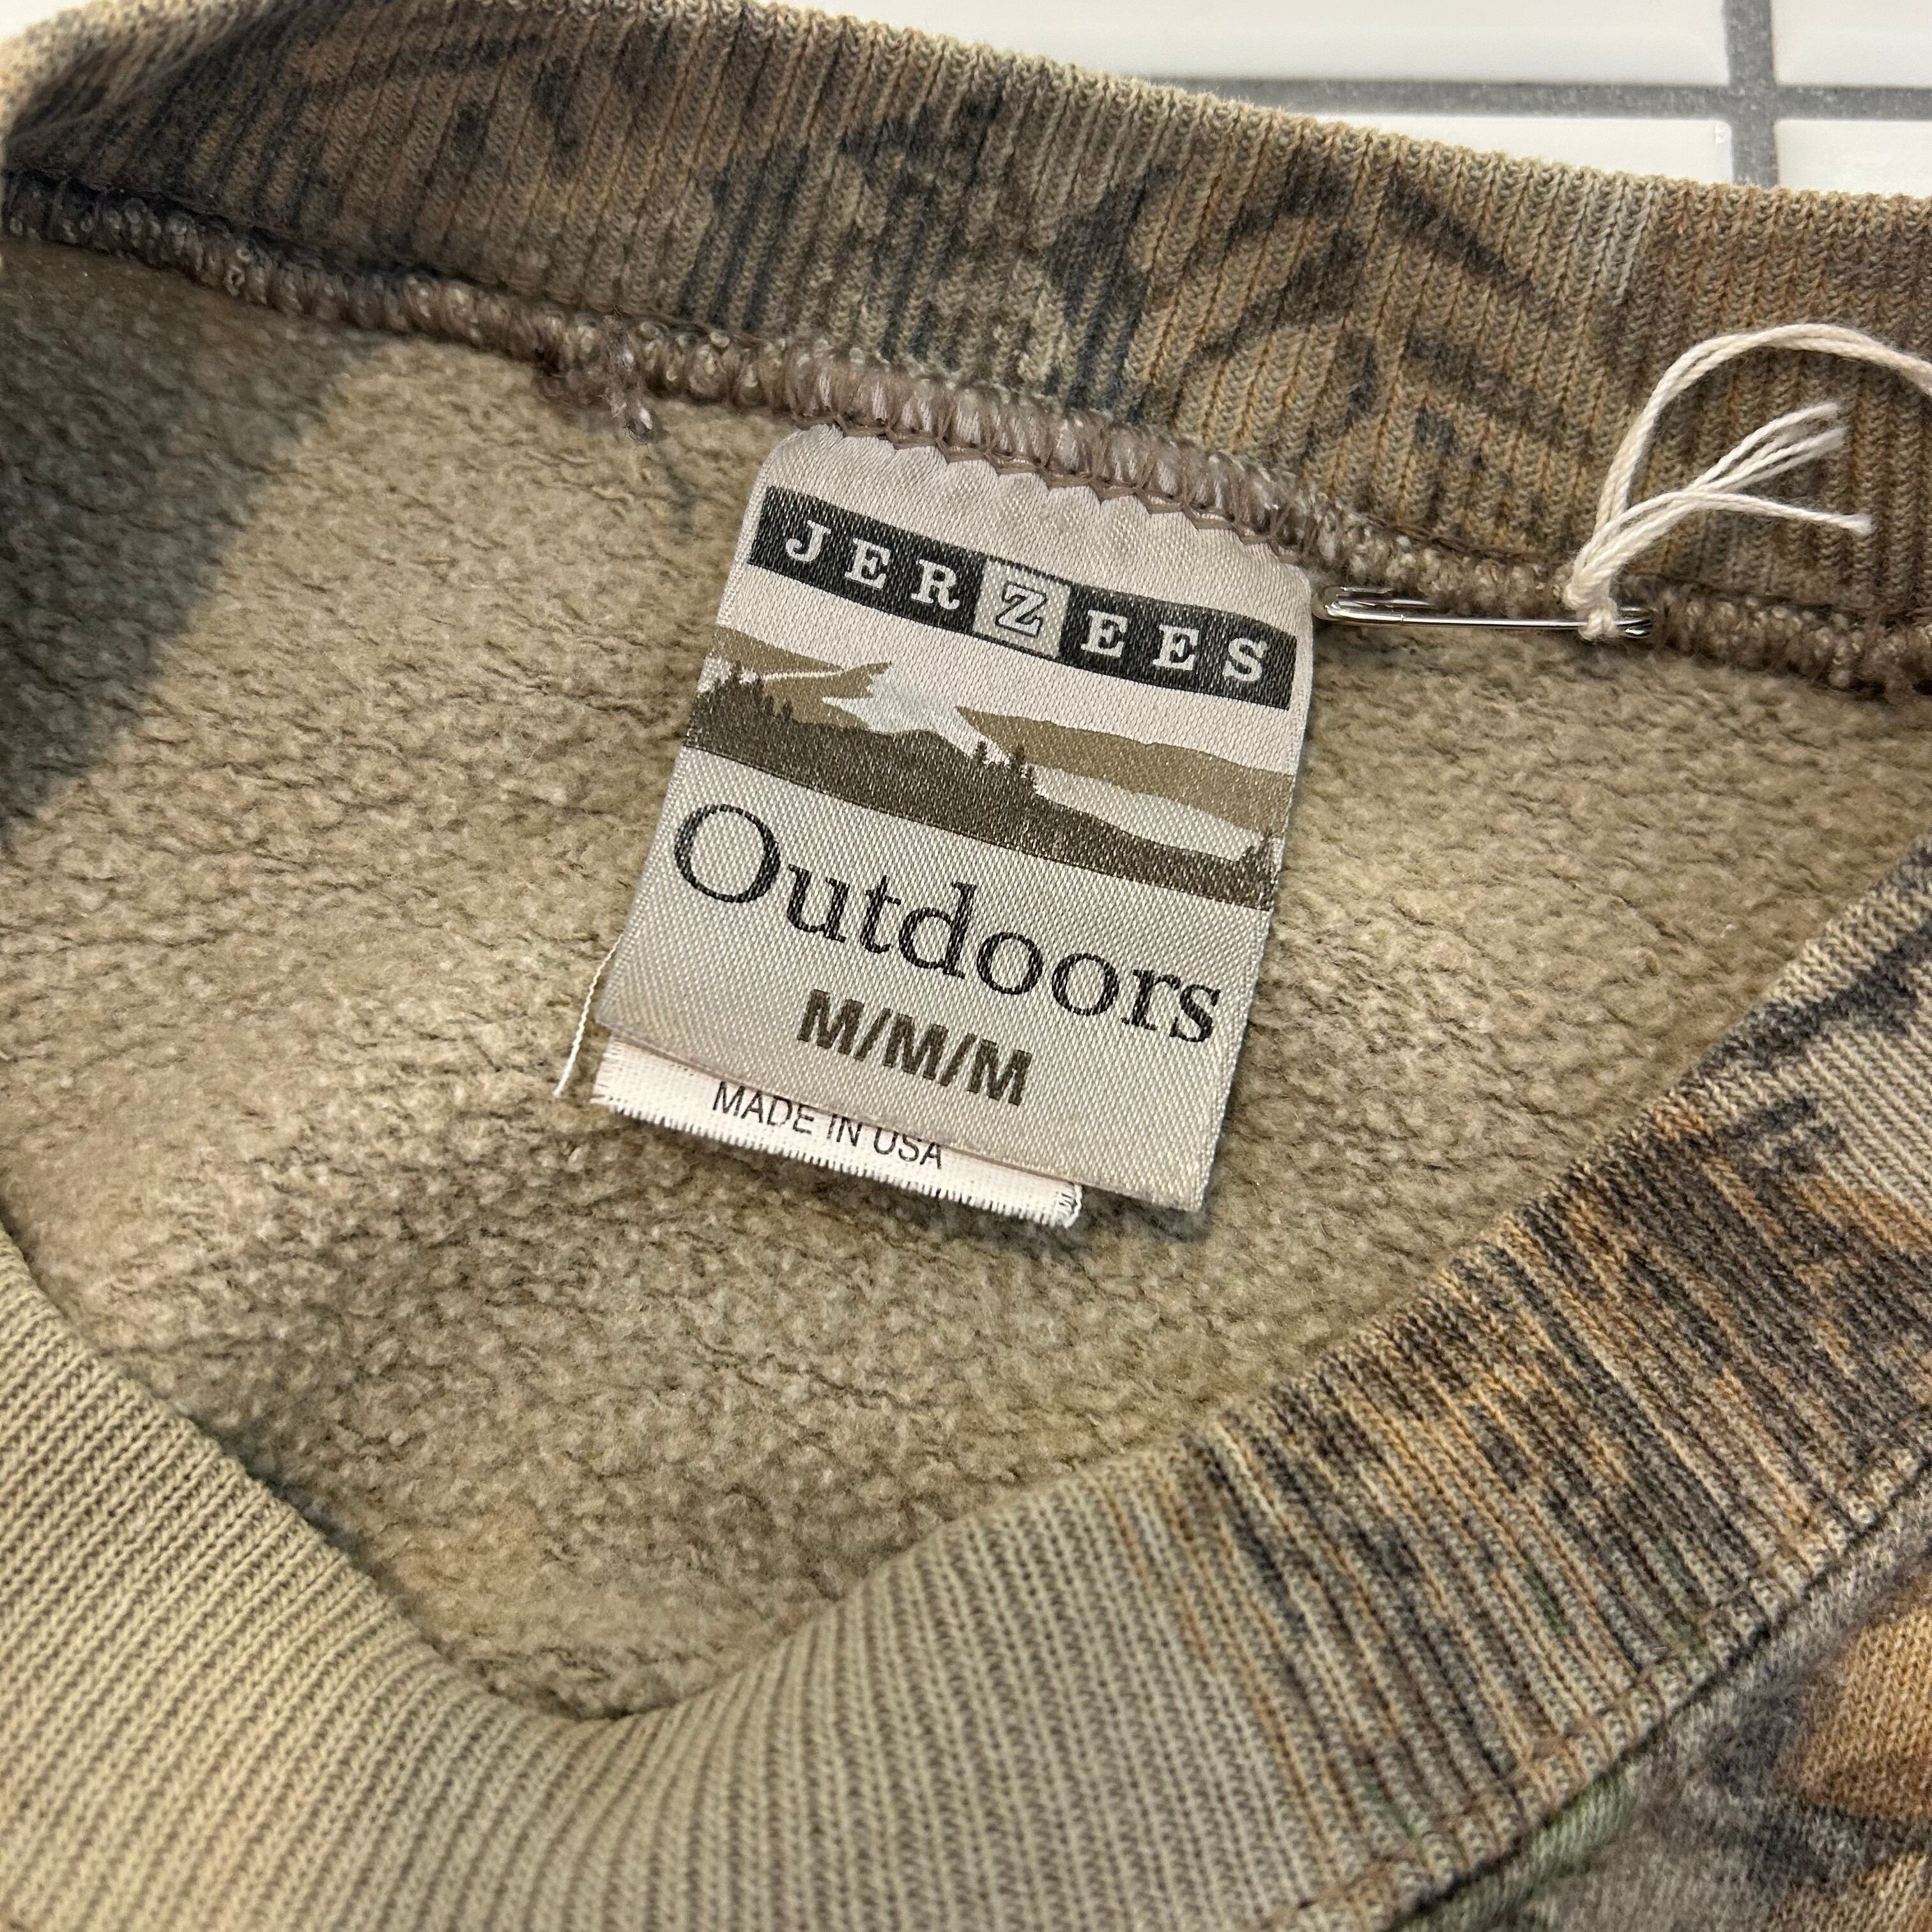 JERZEES
Outdoors
M/M/M
MADE IN USA
M